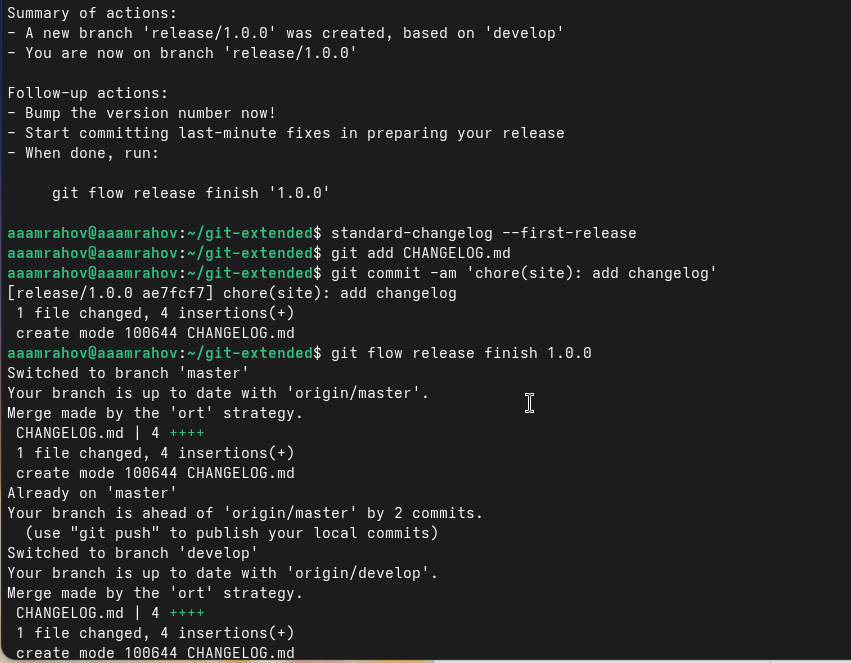 Summary of actions:
- A new branch 'release/1.0.0' was created, based on 'develop'
- You are now on branch 'release/1.0.0'

Follow-up actions:
- Bump the version number now!
- Start committing last-minute fixes in preparing your release
- When done, run:

     git flow release finish '1.0.0'

aaamrahov@aaamrahov:~/git-extended$ standard-changelog --first-release
aaamrahov@aaamrahov:~/git-extended$ git add CHANGELOG.md
aaamrahov@aaamrahov:~/git-extended$ git commit -am 'chore(site): add changelog'
[release/1.0.0 ae7fcf7] chore(site): add changelog
 1 file changed, 4 insertions(+)
 create mode 100644 CHANGELOG.md
aaamrahov@aaamrahov:~/git-extended$ git flow release finish 1.0.0
Switched to branch 'master'
Your branch is up to date with 'origin/master'.
Merge made by the 'ort' strategy.
 CHANGELOG.md | 4 ++++
 1 file changed, 4 insertions(+)
 create mode 100644 CHANGELOG.md
Already on 'master'
Your branch is ahead of 'origin/master' by 2 commits.
  (use "git push" to publish your local commits)
Switched to branch 'develop'
Your branch is up to date with 'origin/develop'.
Merge made by the 'ort' strategy.
 CHANGELOG.md | 4 ++++
 1 file changed, 4 insertions(+)
 create mode 100644 CHANGELOG.md